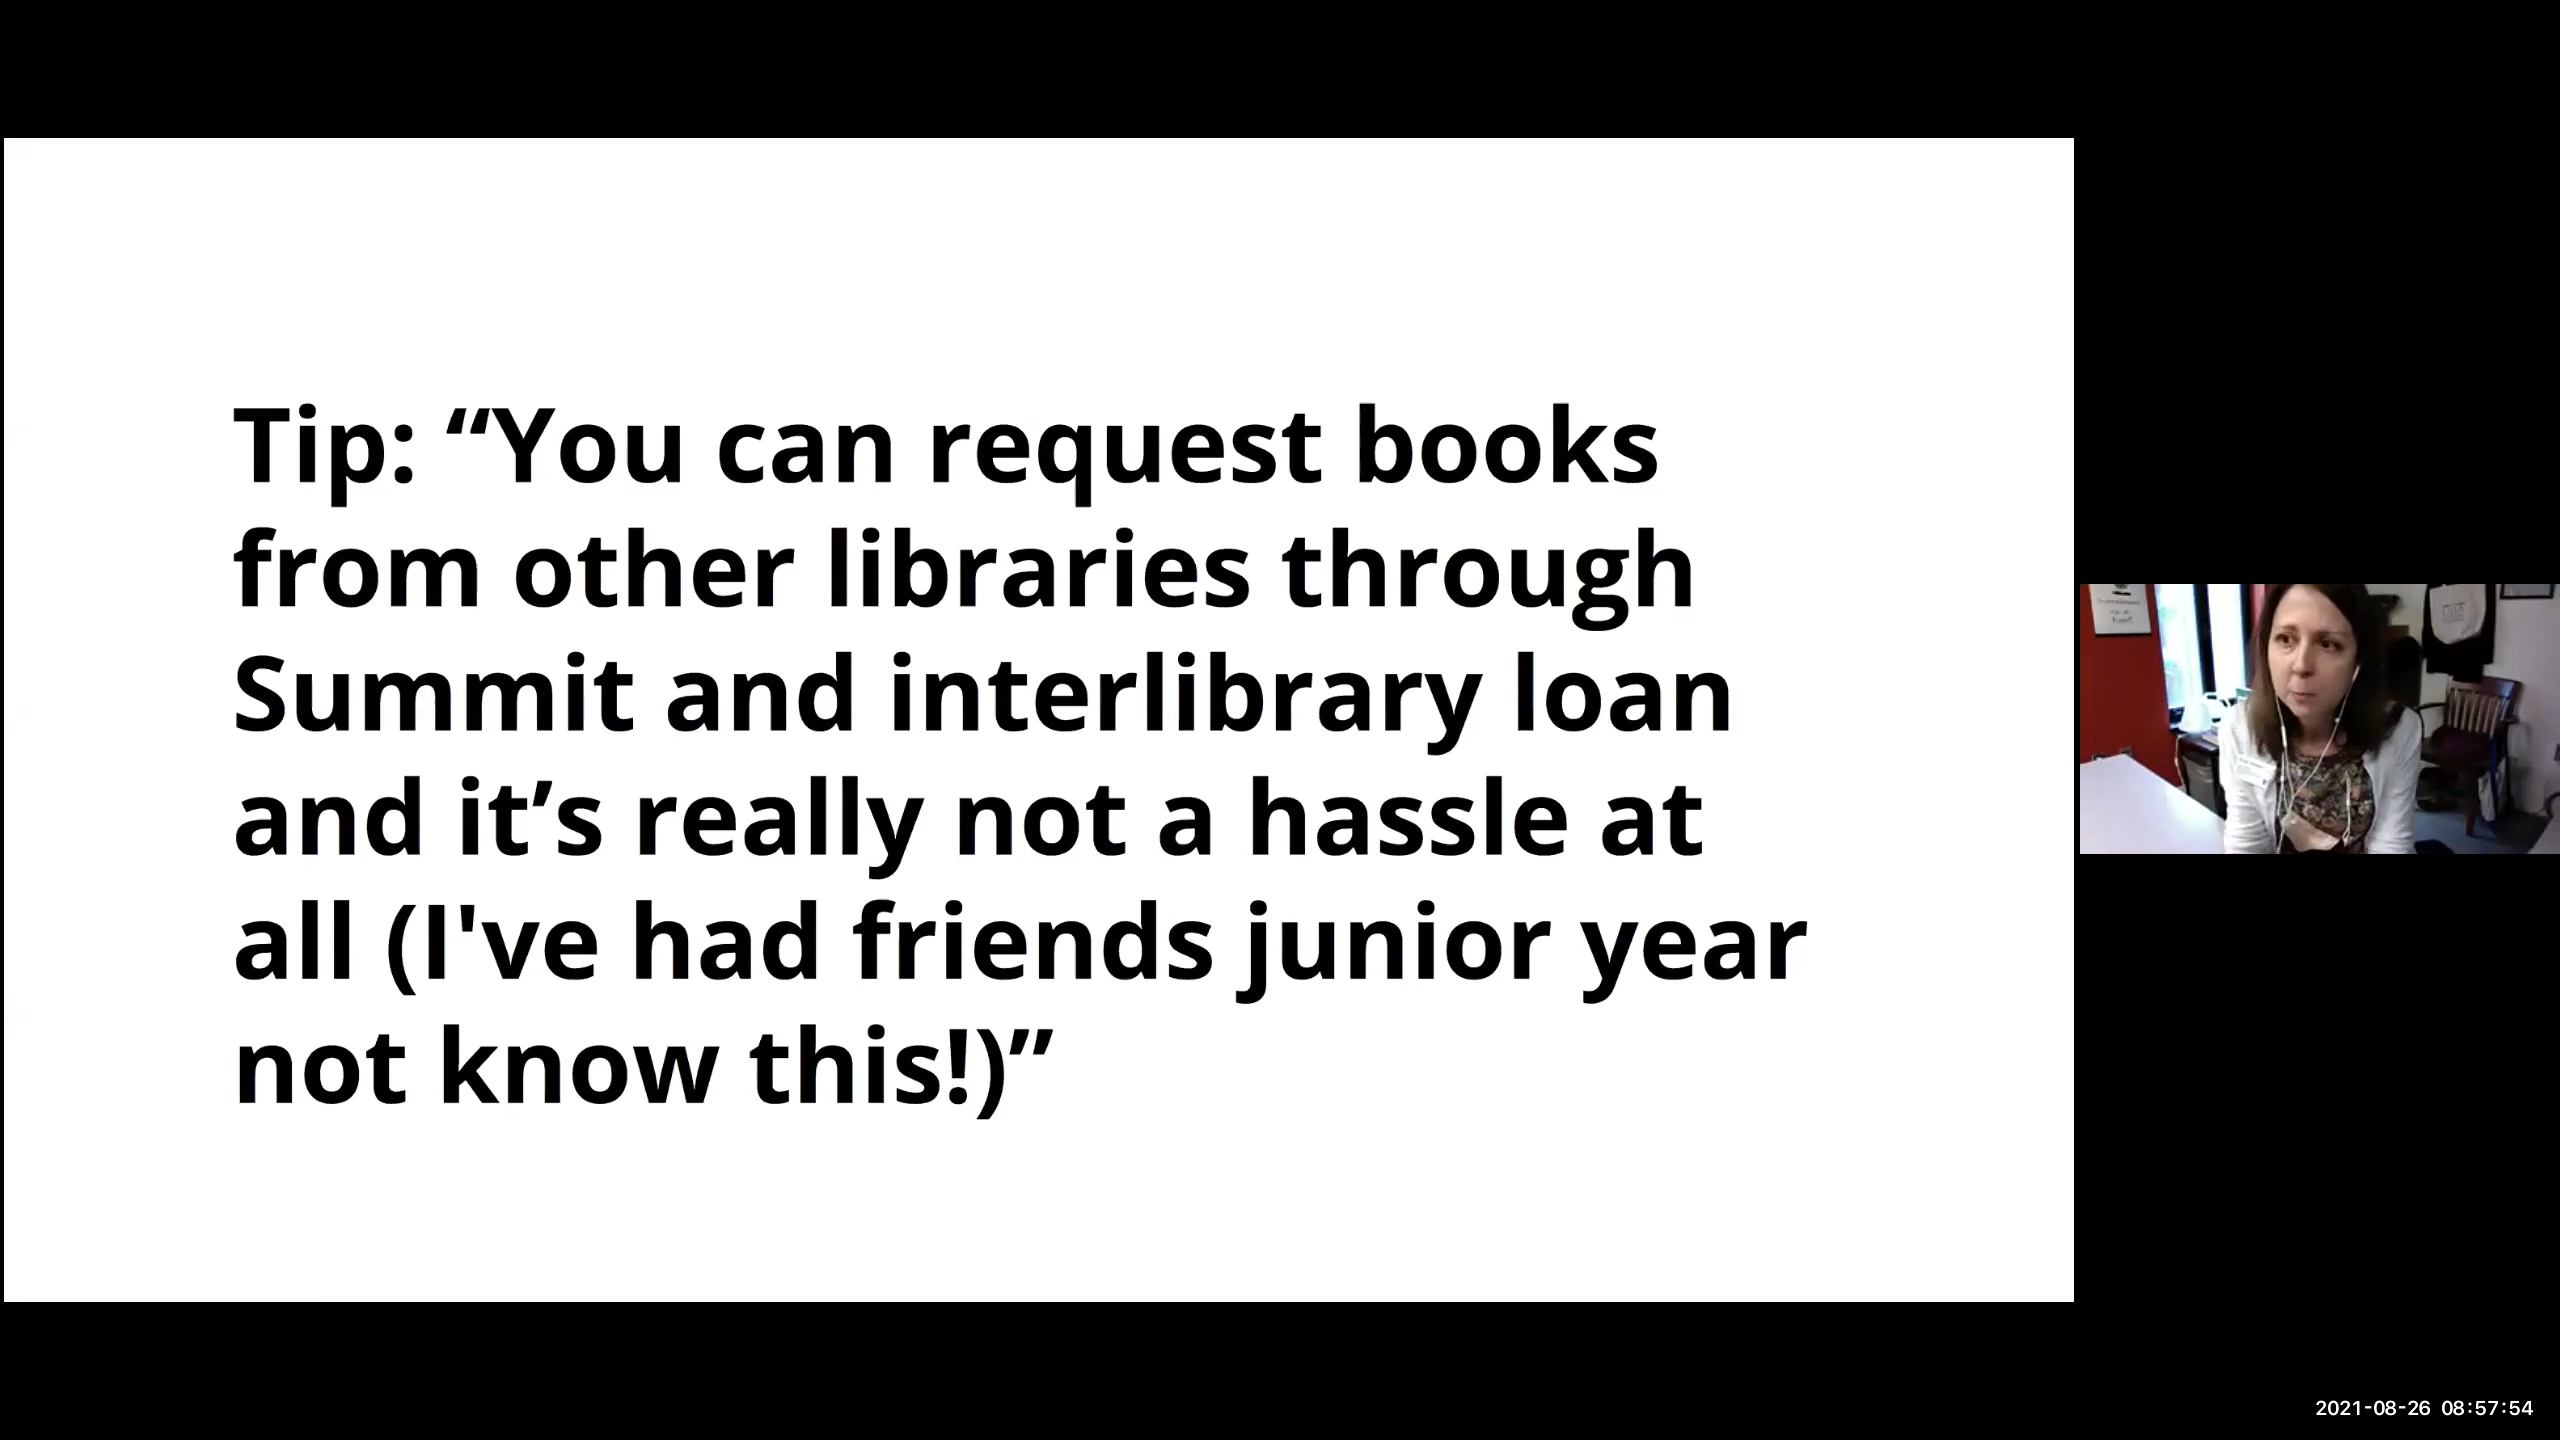 Tip: “You can request books
from other libraries through
Summit and interlibrary loan
and it’s really not a hassle at
all (I've had friends junior year
not know this!)”
2021-08-26 08:57:54